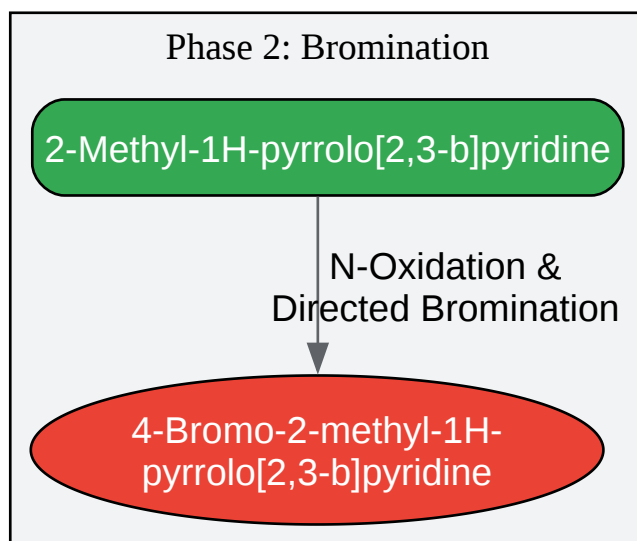 Phase 2: Bromination
2-Methyl-1H-pyrrolo[2,3-b]pyridine
N-Oxidation &
Directed Bromination
4-Bromo-2-methyl-1H-
pyrrolo[2,3-b]pyridine